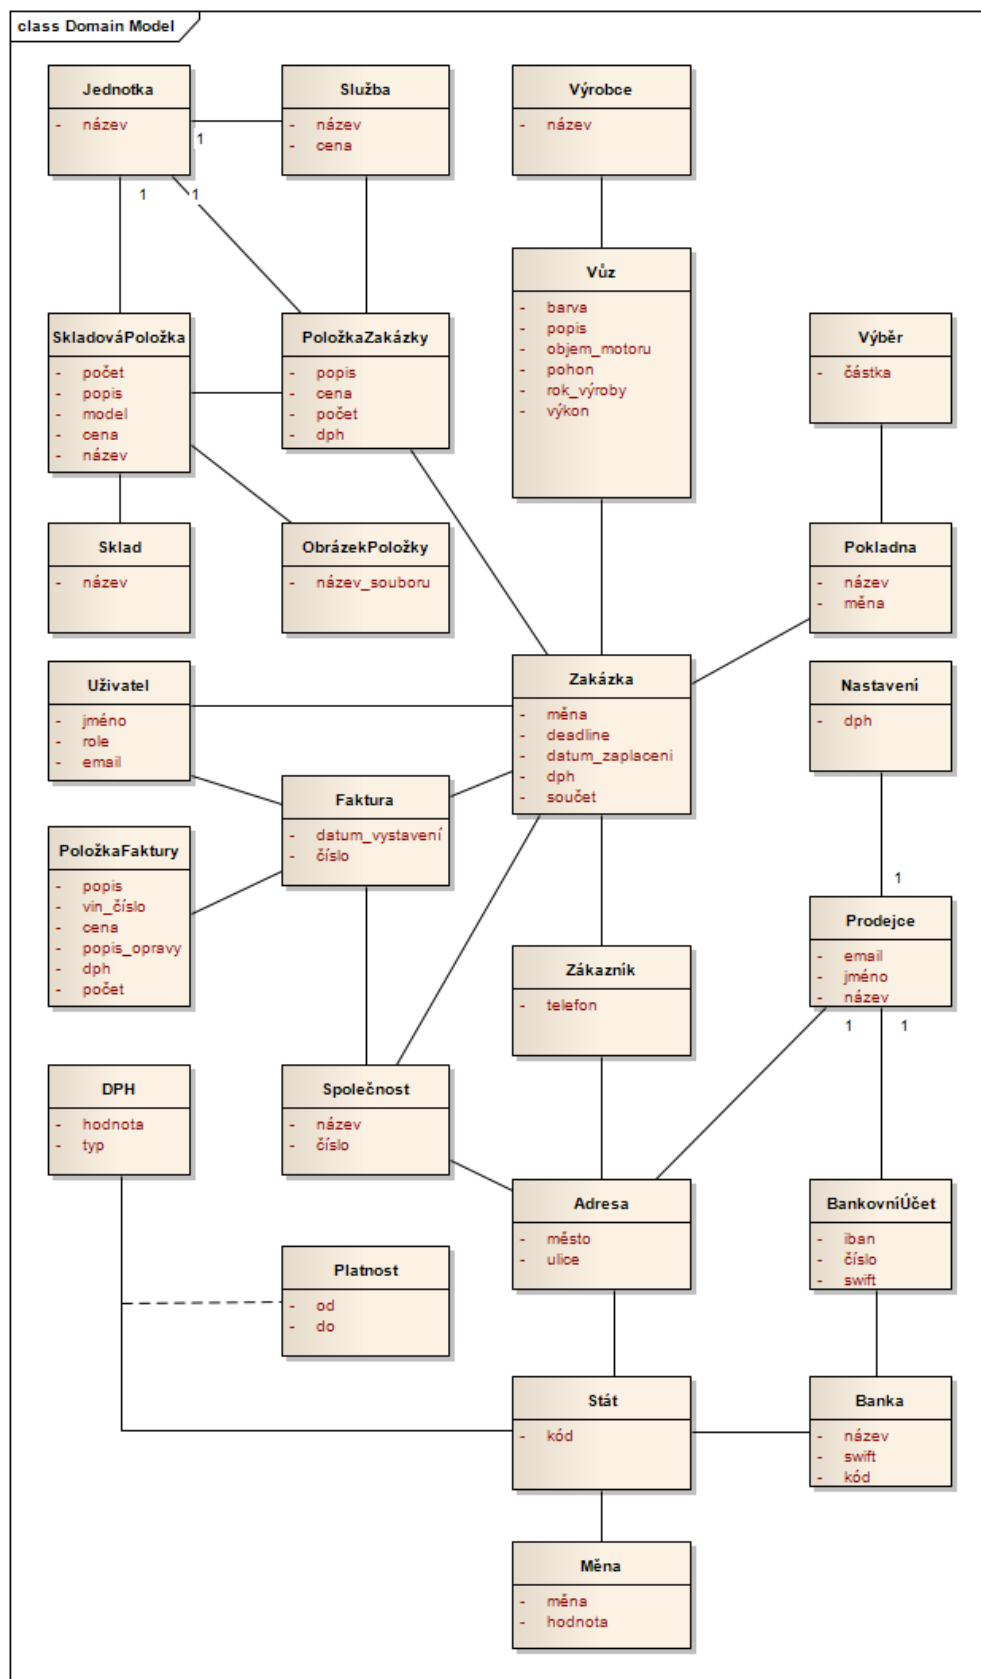 class Domain Model
Jednotka
- název
Služba
- název
- cena
Výrobce
- název
1
1
1
Vůz
- barva
- popis
- objem_motoru
- pohon
- rok_výroby
- výkon
SkladováPoložka
- počet
- popis
- model
- cena
- název
PoložkaZakázky
- popis
- cena
- počet
- dph
Výběr
- částka
Sklad
- název
ObrázekPoložky
- název_souboru
Pokladna
- název
- měna
Uživatel
- jméno
- role
- email
Zakázka
- měna
- deadline
- datum_zaplaceni
- dph
- součet
Nastavení
- dph
Faktura
- datum_vystavení
- číslo
PoložkaFaktury
- popis
- vin_číslo
- cena
- popis_opravy
- dph
- počet
1
Prodejce
- email
- jméno
- název
1
1
Zákazník
- telefon
DPH
- hodnota
- typ
Společnost
- název
- číslo
Adresa
- město
- ulice
BankovníÚčet
- iban
- číslo
- swift
Platnost
- od
- do
Stát
- kód
Banka
- název
- swift
- kód
Měna
- měna
- hodnota